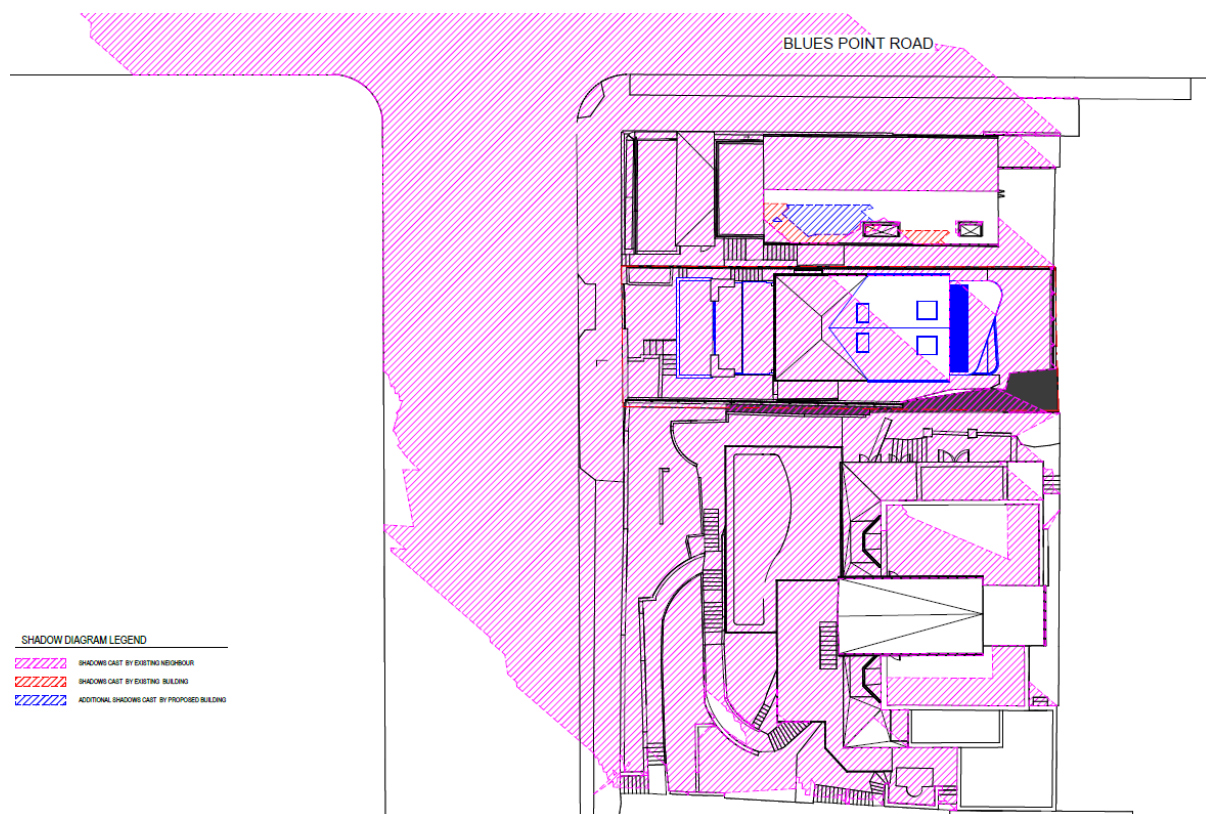 BLUES POINT ROAD
SHADOW DIAGRAM LEGEND
SHADOWS CAST BY EXISTING NEIGHBOUR
SHADOWS CAST BY EXISTING BUILDING
ADDITIONAL SHADOWS CAST BY PROPOSED BUILDING